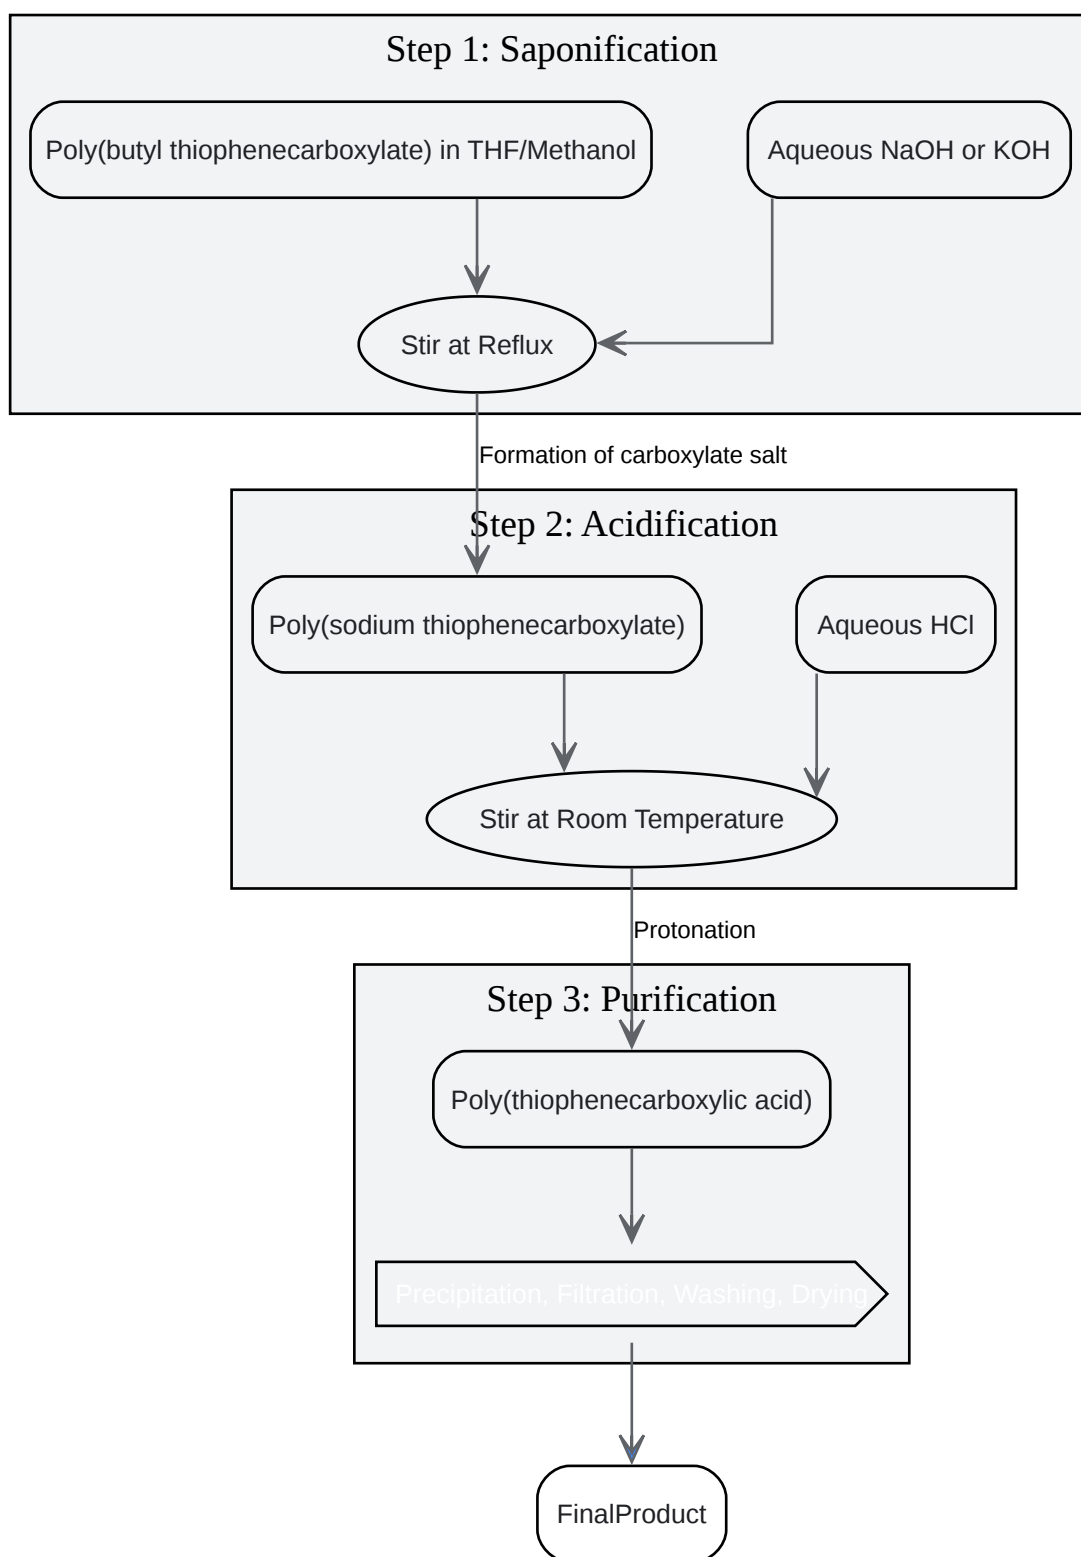 Step 1: Saponification
Poly(butyl thiophenecarboxylate) in THF/Methanol
Aqueous NaOH or KOH
Stir at Reflux
Formation of carboxylate salt
Step 2: Acidification
Poly(sodium thiophenecarboxylate)
Aqueous HCl
Stir at Room Temperature
Protonation
Step 3: Purification
Poly(thiophenecarboxylic acid)
Precipitation, Filtration, Washing, Drying
FinalProduct